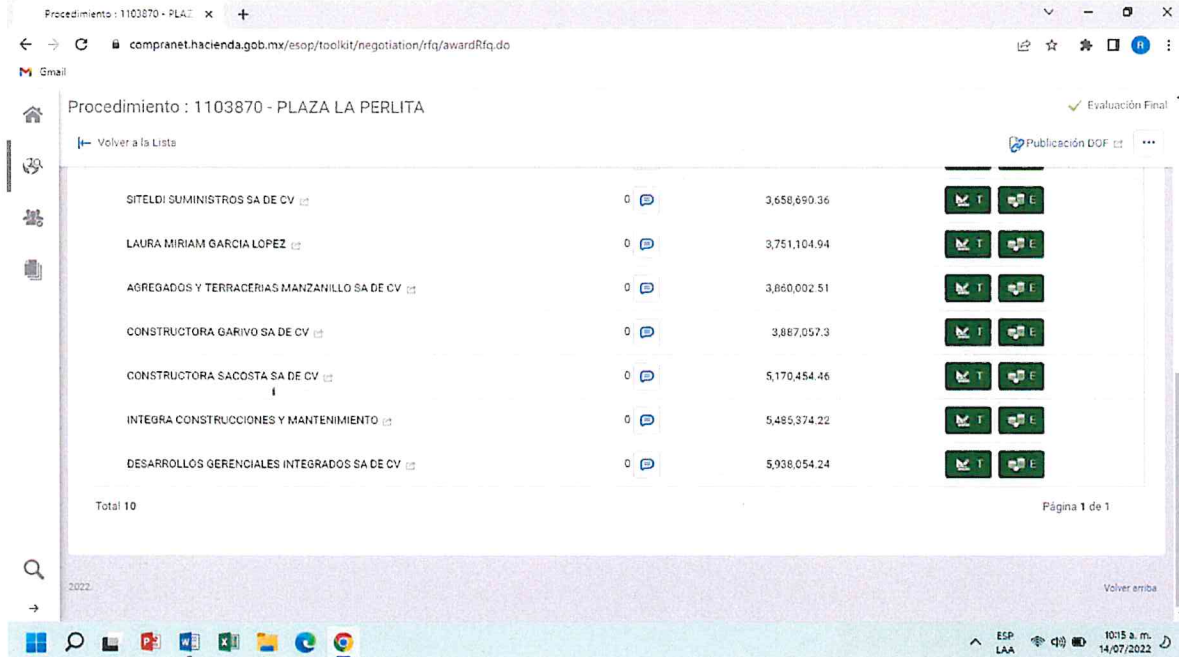 Procedimiento : 1103870 - PLAZ
compranet.hacienda.gob.mx/esop/toolkit/negotiation/rfq/awardRfq.do
R
Gmail
Procedimiento : 1103870 - PLAZA LA PERLITA
Evaluación Final
Volver a la Lista
Publicación DOF
SITELDI SUMINISTROS SA DE CV 0 3,658,690.36 T E
LAURA MIRIAM GARCIA LOPEZ 0 3,751,104.94 T E
AGREGADOS Y TERRACERIAS MANZANILLO SA DE CV 0 3,860,002.51 T E
CONSTRUCTORA GARIVO SA DE CV 0 3,887,057.3 T E
CONSTRUCTORA SACOSTA SA DE CV 0 5,170,454.46 T E
INTEGRA CONSTRUCCIONES Y MANTENIMIENTO 0 5,485,374.22 T E
DESARROLLOS GERENCIALES INTEGRADOS SA DE CV 0 5,938,054.24 T E
Total 10 Página 1 de 1
2022. Volver arriba
ESP 10:15 a. m.
LAA 14/07/2022